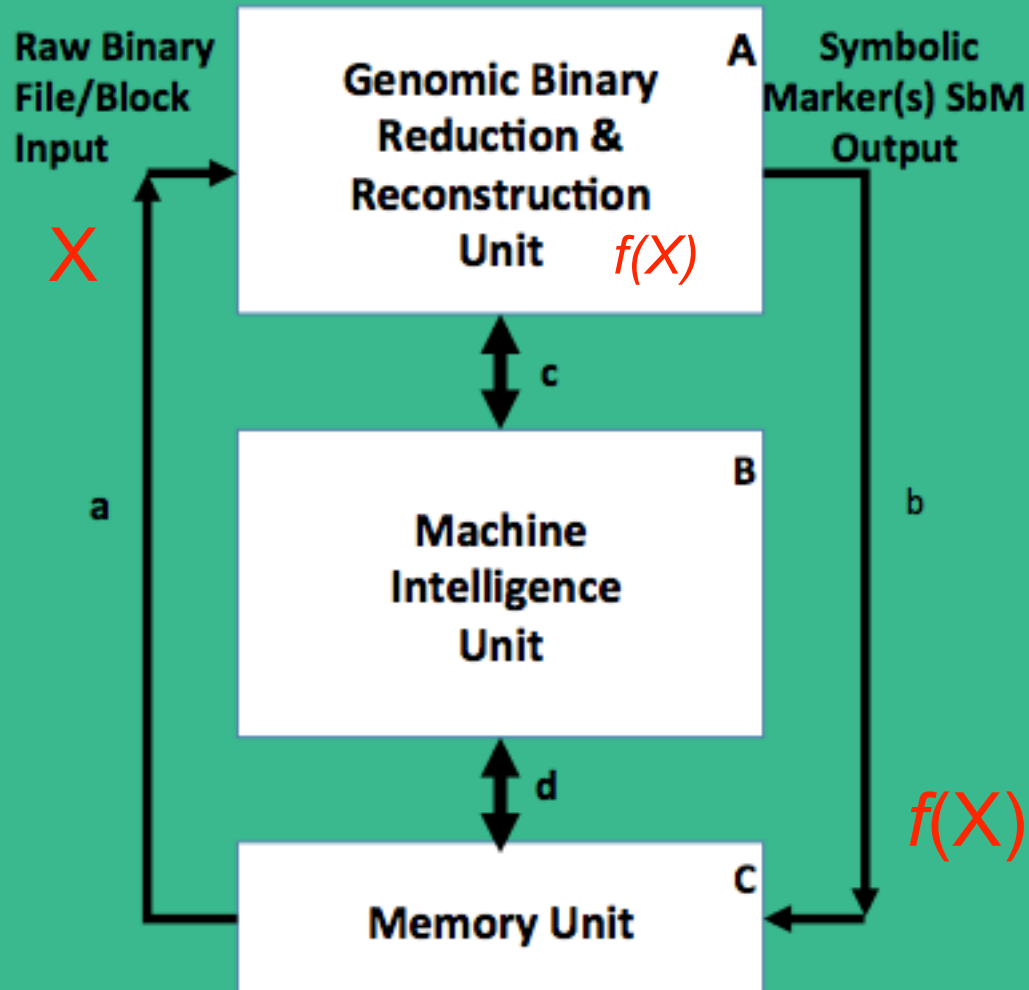 Raw Binary
File/Block
Input
X
A
Genomic Binary
Reduction &
Reconstruction
Unit
f(X)
Symbolic
Marker(s) SbM
Output
c
a
B
Machine
Intelligence
Unit
b
d
f(X)
C
Memory Unit